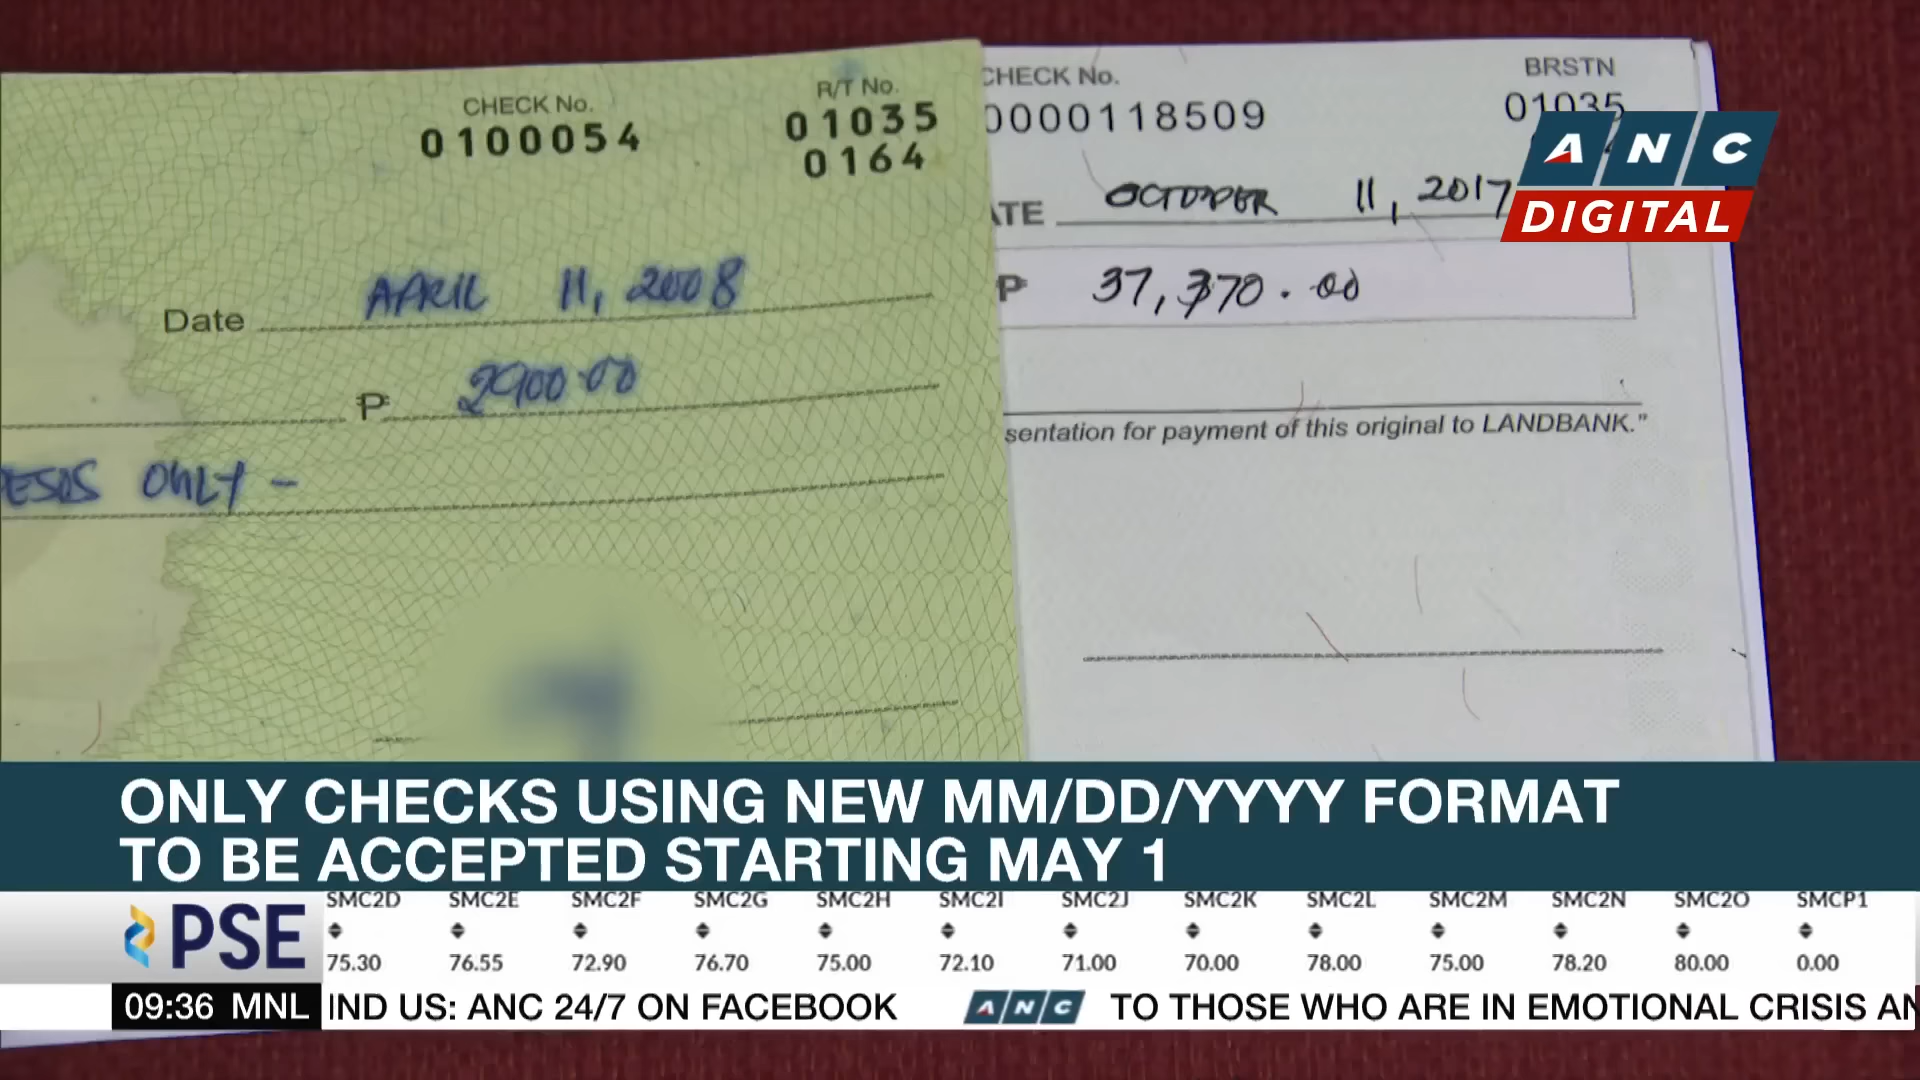 CHECK No.
0100054
R/T No.
01035
0164
Date APRIL 11, 2008
P 2900.00
PESOS ONLY -
CHECK No.
0000118509
BRSTN
01035
ATE OCTOBER 11, 2017
P 37,370.00
sentation for payment of this original to LANDBANK."
ANC
DIGITAL
ONLY CHECKS USING NEW MM/DD/YYYY FORMAT
TO BE ACCEPTED STARTING MAY 1
PSE
SMC2D SMC2E SMC2F SMC2G SMC2H SMC2I SMC2J SMC2K SMC2L SMC2M SMC2N SMC2O SMCP1
75.30 76.55 72.90 76.70 75.00 72.10 71.00 70.00 78.00 75.00 78.20 80.00 0.00
09:36 MNL IND US: ANC 24/7 ON FACEBOOK ANC TO THOSE WHO ARE IN EMOTIONAL CRISIS AN